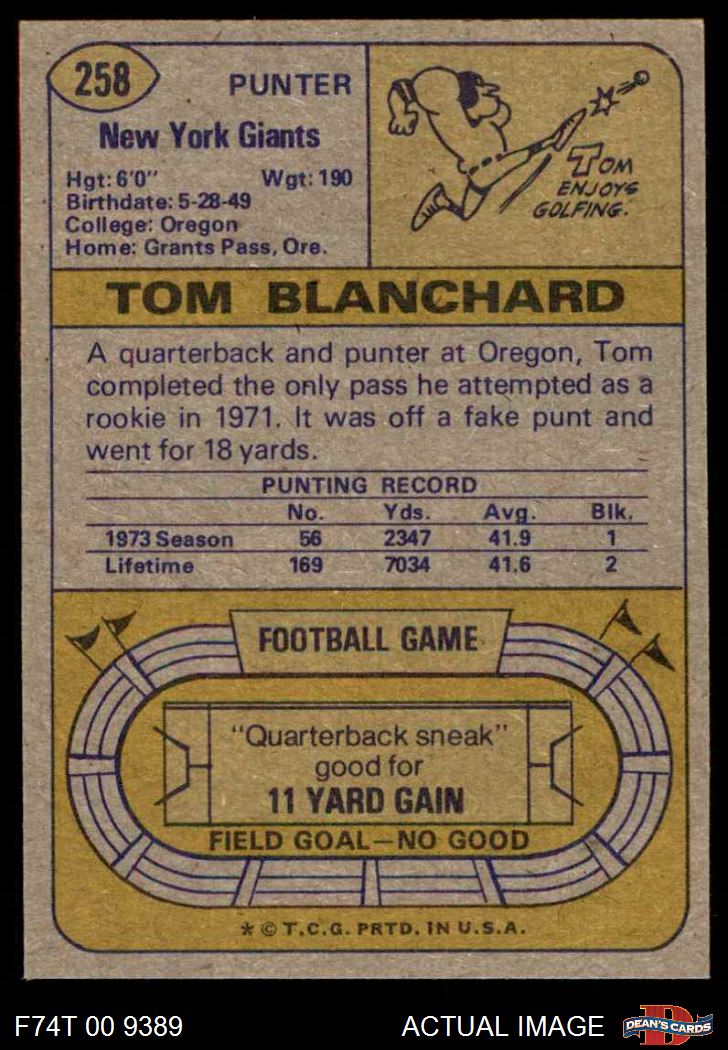 258
PUNTER
New York Giants
Hgt: 6'0" Wgt: 190
Birthdate: 5-28-49
College: Oregon
Home: Grants Pass, Ore.
TOM
ENJOYS
GOLFING.
TOM BLANCHARD
A quarterback and punter at Oregon, Tom
completed the only pass he attempted as a
rookie in 1971. It was off a fake punt and
went for 18 yards.
PUNTING RECORD
No. Yds. Avg. Blk.
1973 Season 56 2347 41.9 1
Lifetime 169 7034 41.6 2
FOOTBALL GAME
"Quarterback sneak"
good for
11 YARD GAIN
FIELD GOAL—NO GOOD
* © T.C.G. PRTD. IN U.S.A.
F74T 00 9389 ACTUAL IMAGE
D
DEAN'S CARDS